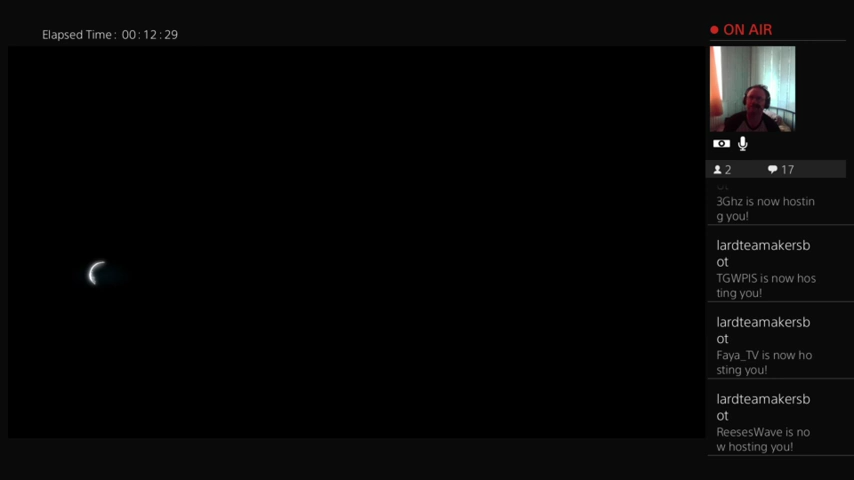 Elapsed Time: 00:12:29
ON AIR
2 17
3Ghz is now hostin
g you!
lardteamakersb
ot
TGWPIS is now hos
ting you!
lardteamakersb
ot
Faya_TV is now ho
sting you!
lardteamakersb
ot
ReesesWave is no
w hosting you!